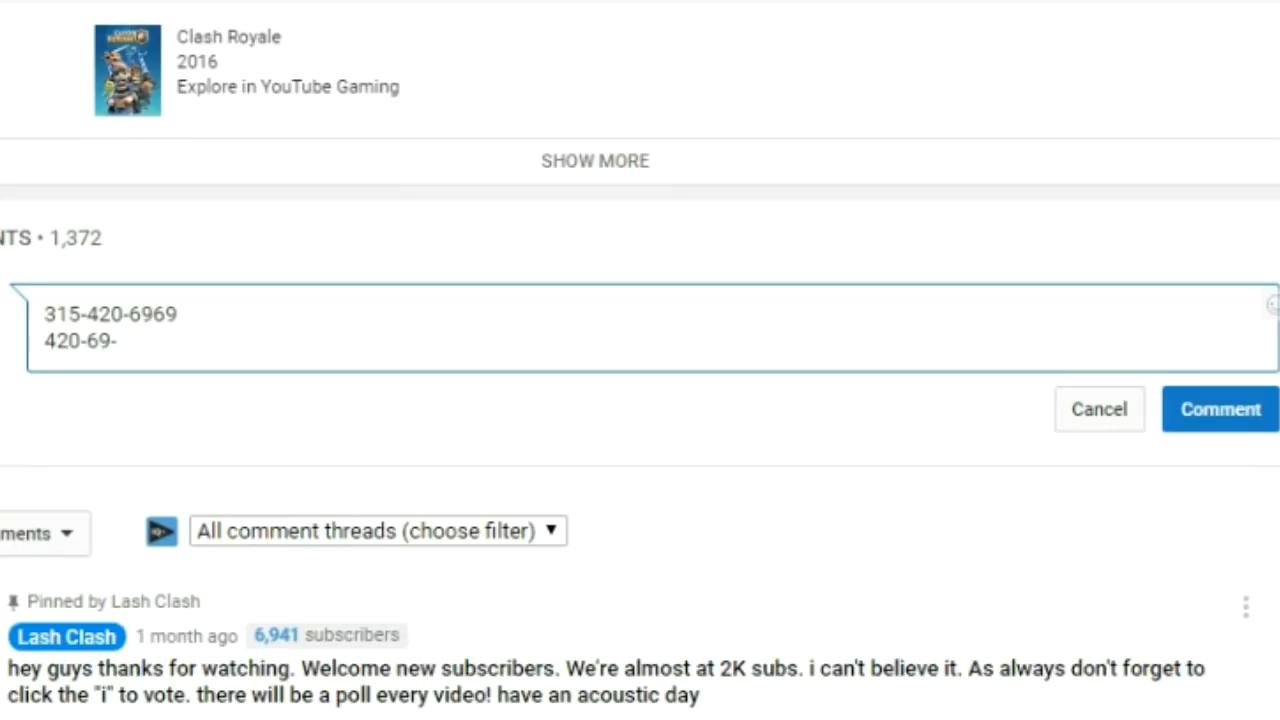 Clash Royale
2016
Explore in YouTube Gaming
SHOW MORE
NTS • 1,372
315-420-6969
420-69-
Cancel
Comment
ments
All comment threads (choose filter)
Pinned by Lash Clash
Lash Clash 1 month ago 6,941 subscribers
hey guys thanks for watching. Welcome new subscribers. We're almost at 2K subs. i can't believe it. As always don't forget to
click the "i" to vote. there will be a poll every video! have an acoustic day